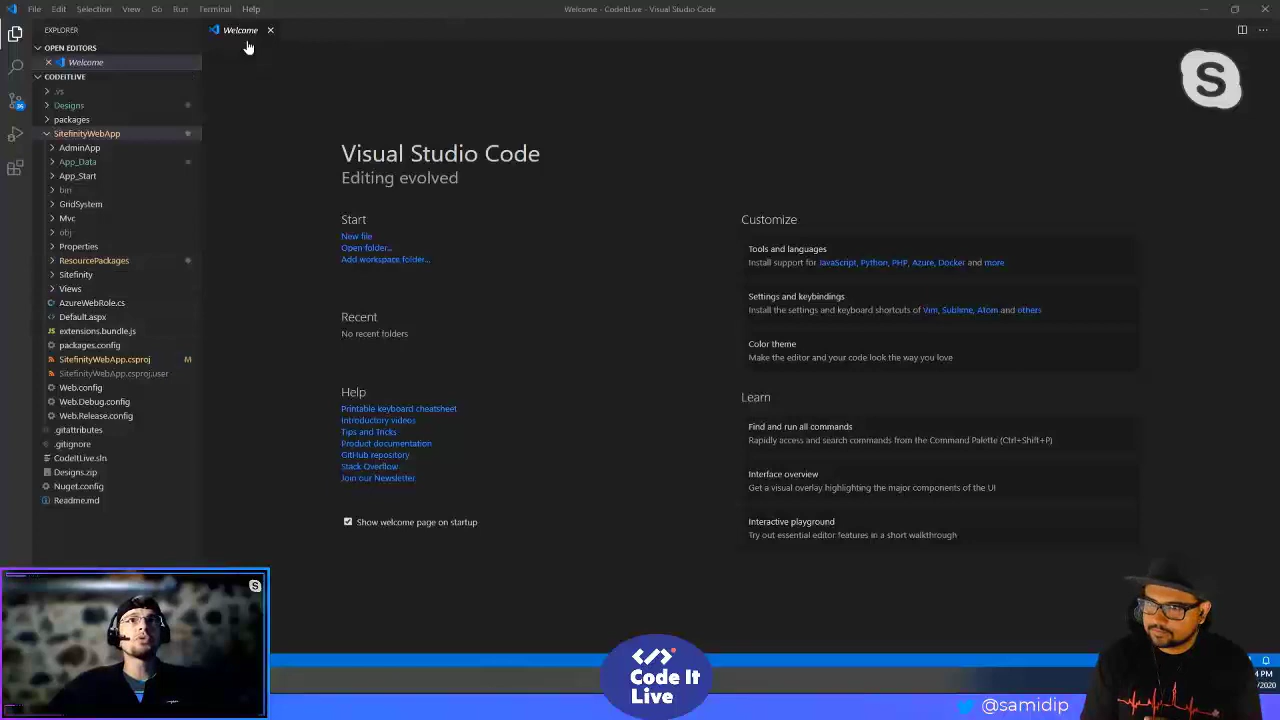 File Edit Selection View Go Run Terminal Help
Welcome - CodeItLive - Visual Studio Code
EXPLORER
Welcome
OPEN EDITORS
Welcome
CODEITLIVE
.vs
Designs
packages
SitefinityWebApp
AdminApp
App_Data
App_Start
bin
GridSystem
Mvc
obj
Properties
ResourcePackages
Sitefinity
Views
AzureWebRole.cs
Default.aspx
extensions.bundle.js
packages.config
SitefinityWebApp.csproj M
SitefinityWebApp.csproj.user
Web.config
Web.Debug.config
Web.Release.config
.gitattributes
.gitignore
CodeItLive.sln
Designs.zip
Nuget.config
Readme.md
Visual Studio Code
Editing evolved
Start
New file
Open folder...
Add workspace folder...
Recent
No recent folders
Help
Printable keyboard cheatsheet
Introductory videos
Tips and Tricks
Product documentation
GitHub repository
Stack Overflow
Join our Newsletter
Show welcome page on startup
Customize
Tools and languages
Install support for JavaScript, Python, PHP, Azure, Docker and more
Settings and keybindings
Install the settings and keyboard shortcuts of Vim, Sublime, Atom and others
Color theme
Make the editor and your code look the way you love
Learn
Find and run all commands
Rapidly access and search commands from the Command Palette (Ctrl+Shift+P)
Interface overview
Get a visual overlay highlighting the major components of the UI
Interactive playground
Try out essential editor features in a short walkthrough
S
Code It
Live
4 PM
/2020
@samidip